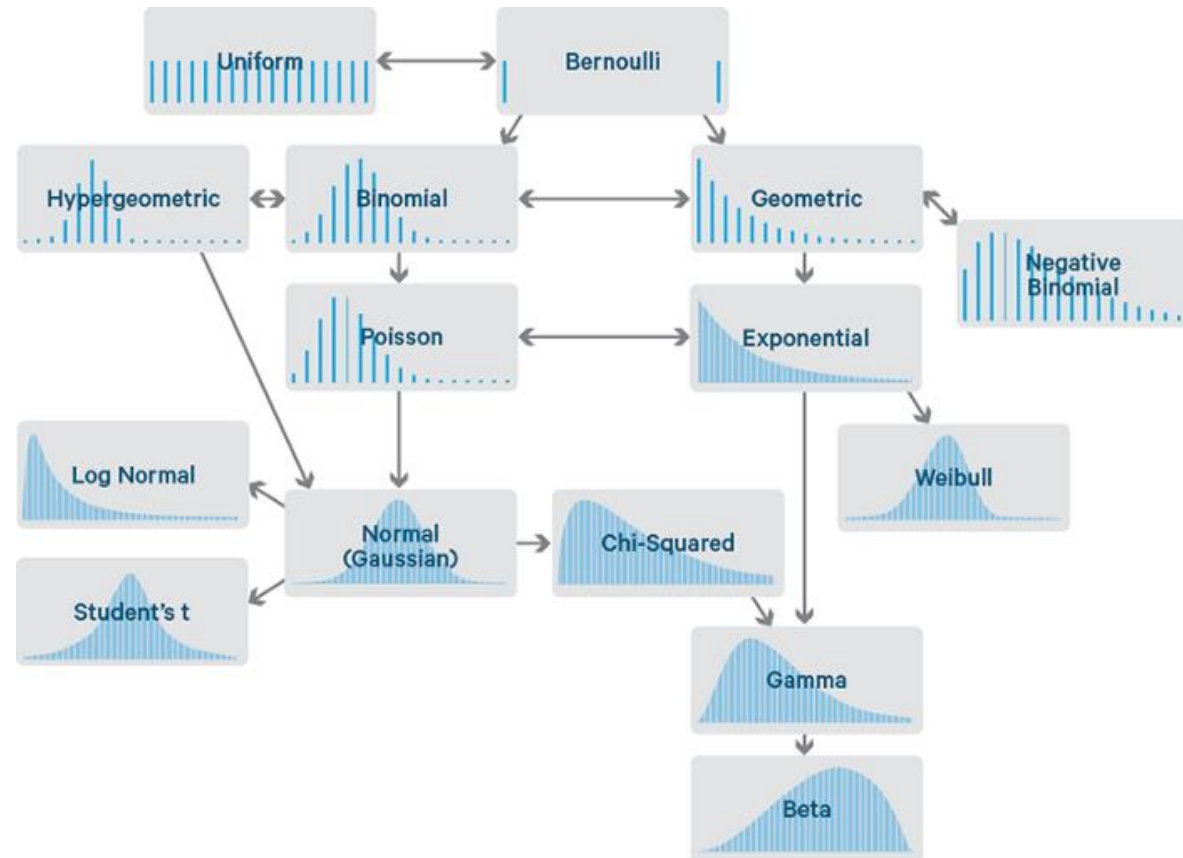 Uniform
Bernoulli
Hypergeometric
Binomial
Geometric
Negative
Binomial
Poisson
Exponential
Log Normal
Weibull
Normal
(Gaussian)
Chi-Squared
Student's t
Gamma
Beta